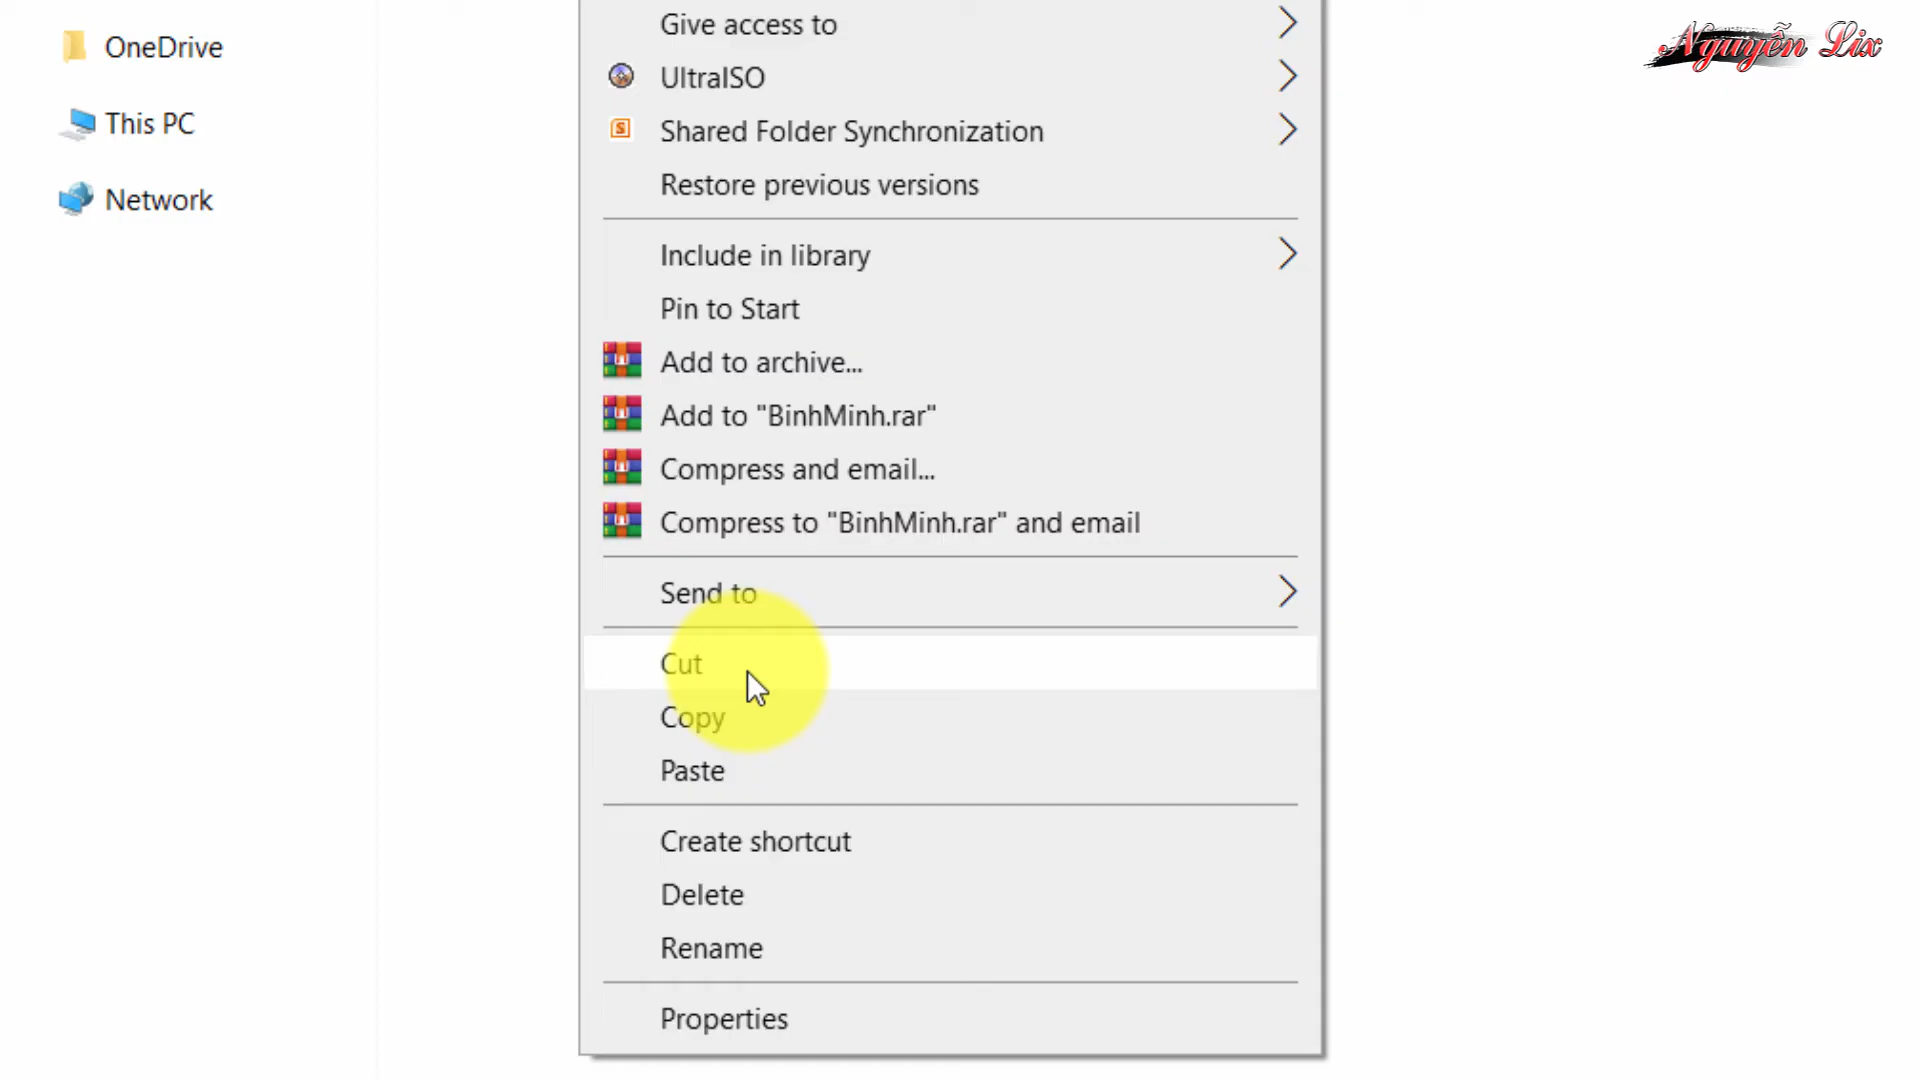 OneDrive
This PC
Network
Give access to
UltraISO
Shared Folder Synchronization
Restore previous versions
Include in library
Pin to Start
Add to archive...
Add to "BinhMinh.rar"
Compress and email...
Compress to "BinhMinh.rar" and email
Send to
Cut
Copy
Paste
Create shortcut
Delete
Rename
Properties
Nguyễn Lix